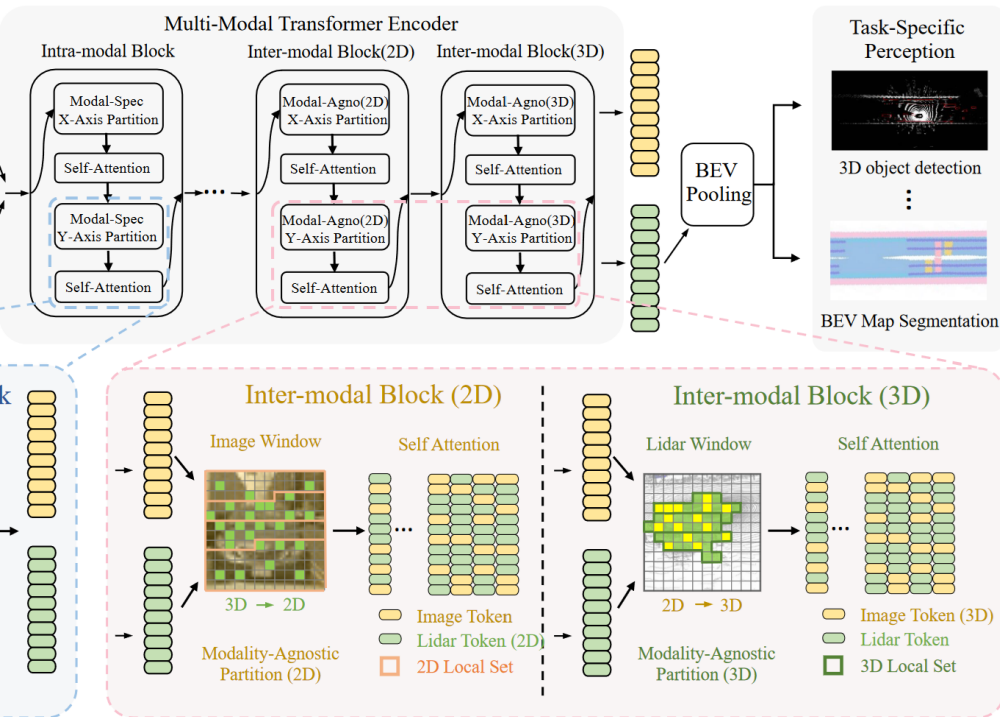 Multi-Modal Transformer Encoder
Intra-modal Block
Inter-modal Block(2D)
Inter-modal Block(3D)
Modal-Spec
X-Axis Partition
Self-Attention
Modal-Spec
Y-Axis Partition
Self-Attention
Modal-Agno(2D)
X-Axis Partition
Self-Attention
Modal-Agno(2D)
Y-Axis Partition
Self-Attention
Modal-Agno(3D)
X-Axis Partition
Self-Attention
Modal-Agno(3D)
Y-Axis Partition
Self-Attention
BEV
Pooling
Task-Specific
Perception
3D object detection
BEV Map Segmentation
k
Inter-modal Block (2D)
Image Window
Self Attention
3D → 2D
Modality-Agnostic
Partition (2D)
Image Token
Lidar Token (2D)
2D Local Set
Inter-modal Block (3D)
Lidar Window
Self Attention
2D → 3D
Modality-Agnostic
Partition (3D)
Image Token (3D)
Lidar Token
3D Local Set